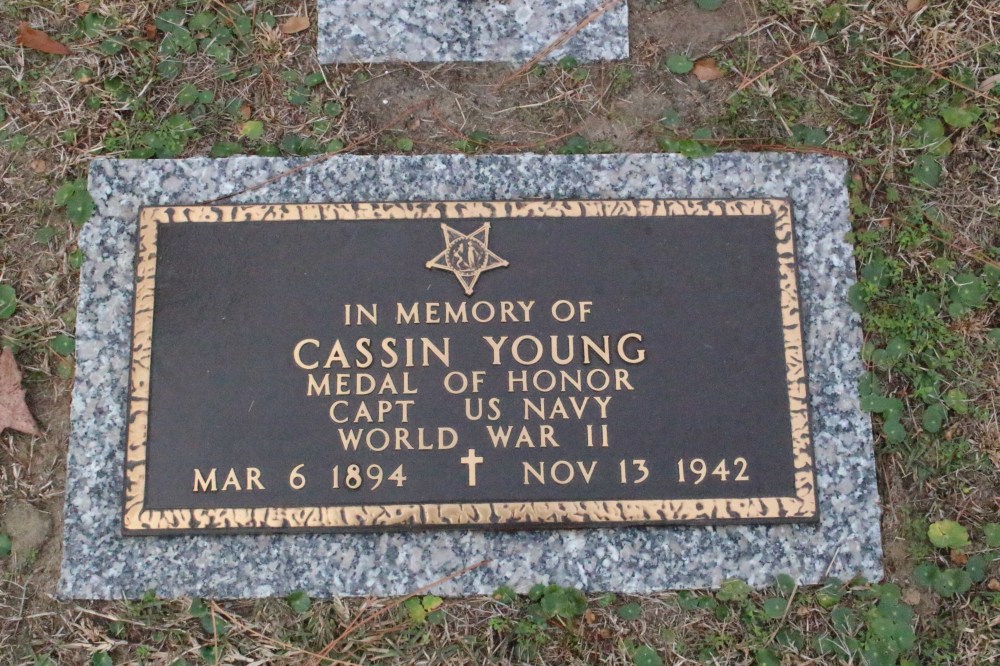 IN MEMORY OF
CASSIN YOUNG
MEDAL OF HONOR
CAPT US NAVY
WORLD WAR II
MAR 6 1894 NOV 13 1942